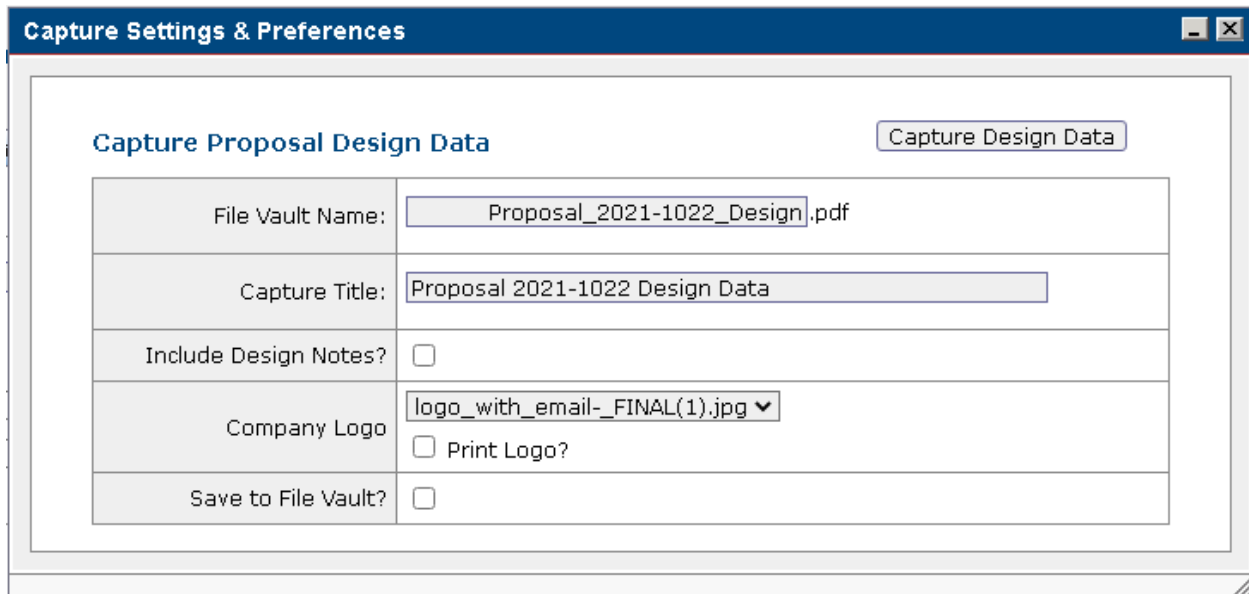 Capture Settings & Preferences
Capture Proposal Design Data
Capture Design Data
File Vault Name:
Proposal_2021-1022_Design .pdf
Capture Title:
Proposal 2021-1022 Design Data
Include Design Notes?
Company Logo
logo_with_email-_FINAL(1).jpg
Print Logo?
Save to File Vault?